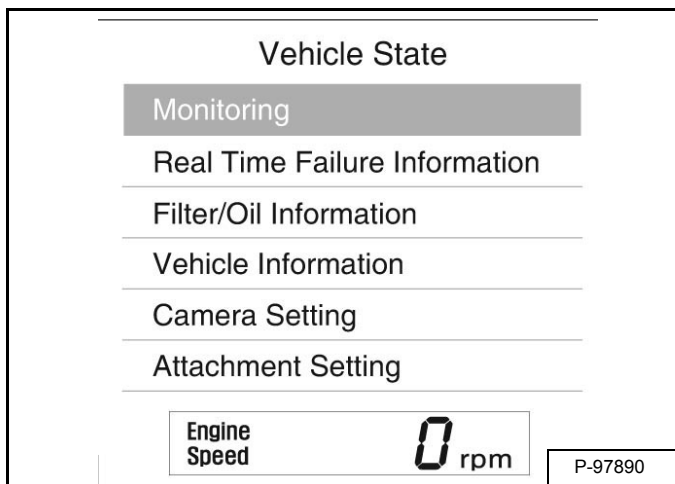 Vehicle State
Monitoring
Real Time Failure Information
Filter/Oil Information
Vehicle Information
Camera Setting
Attachment Setting
Engine
Speed
0 rpm
P-97890